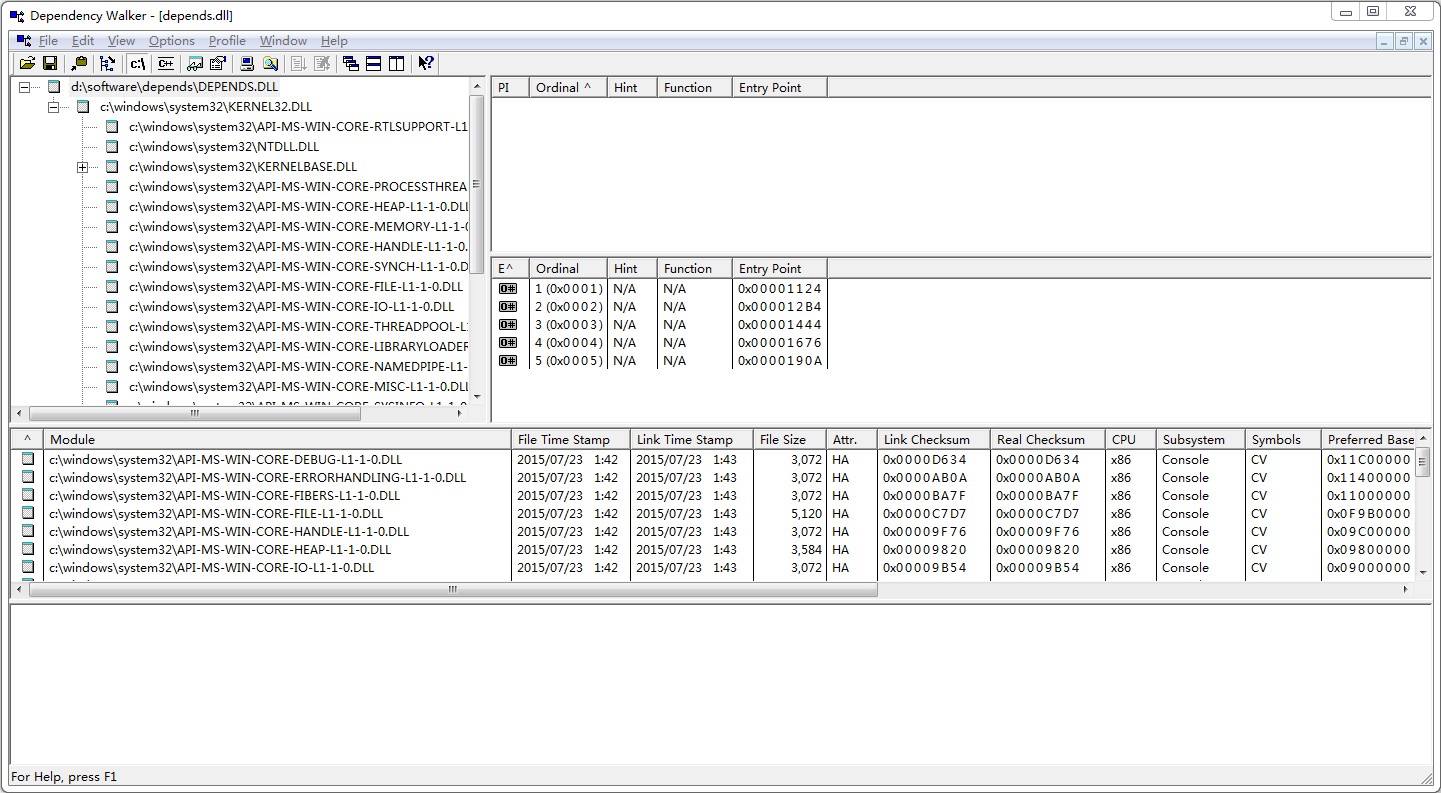 Dependency Walker - [depends.dll]
File Edit View Options Profile Window Help
c:\ C++
d:\software\depends\DEPENDS.DLL
c:\windows\system32\KERNEL32.DLL
c:\windows\system32\API-MS-WIN-CORE-RTLSUPPORT-L1
c:\windows\system32\NTDLL.DLL
c:\windows\system32\KERNELBASE.DLL
c:\windows\system32\API-MS-WIN-CORE-PROCESSTHREA
c:\windows\system32\API-MS-WIN-CORE-HEAP-L1-1-0.DLL
c:\windows\system32\API-MS-WIN-CORE-MEMORY-L1-1-0
c:\windows\system32\API-MS-WIN-CORE-HANDLE-L1-1-0.
c:\windows\system32\API-MS-WIN-CORE-SYNCH-L1-1-0.D
c:\windows\system32\API-MS-WIN-CORE-FILE-L1-1-0.DLL
c:\windows\system32\API-MS-WIN-CORE-IO-L1-1-0.DLL
c:\windows\system32\API-MS-WIN-CORE-THREADPOOL-L1
c:\windows\system32\API-MS-WIN-CORE-LIBRARYLOADER
c:\windows\system32\API-MS-WIN-CORE-NAMEDPIPE-L1-
c:\windows\system32\API-MS-WIN-CORE-MISC-L1-1-0.DLL
PI Ordinal ^ Hint Function Entry Point
E^ Ordinal Hint Function Entry Point
1 (0x0001) N/A N/A 0x00001124
2 (0x0002) N/A N/A 0x000012B4
3 (0x0003) N/A N/A 0x00001444
4 (0x0004) N/A N/A 0x00001676
5 (0x0005) N/A N/A 0x0000190A
^ Module File Time Stamp Link Time Stamp File Size Attr. Link Checksum Real Checksum CPU Subsystem Symbols Preferred Base
c:\windows\system32\API-MS-WIN-CORE-DEBUG-L1-1-0.DLL 2015/07/23 1:42 2015/07/23 1:43 3,072 HA 0x0000D634 0x0000D634 x86 Console CV 0x11C00000
c:\windows\system32\API-MS-WIN-CORE-ERRORHANDLING-L1-1-0.DLL 2015/07/23 1:42 2015/07/23 1:43 3,072 HA 0x0000AB0A 0x0000AB0A x86 Console CV 0x11400000
c:\windows\system32\API-MS-WIN-CORE-FIBERS-L1-1-0.DLL 2015/07/23 1:42 2015/07/23 1:43 3,072 HA 0x0000BA7F 0x0000BA7F x86 Console CV 0x11000000
c:\windows\system32\API-MS-WIN-CORE-FILE-L1-1-0.DLL 2015/07/23 1:42 2015/07/23 1:43 5,120 HA 0x0000C7D7 0x0000C7D7 x86 Console CV 0x0F9B0000
c:\windows\system32\API-MS-WIN-CORE-HANDLE-L1-1-0.DLL 2015/07/23 1:42 2015/07/23 1:43 3,072 HA 0x00009F76 0x00009F76 x86 Console CV 0x09C00000
c:\windows\system32\API-MS-WIN-CORE-HEAP-L1-1-0.DLL 2015/07/23 1:42 2015/07/23 1:43 3,584 HA 0x00009820 0x00009820 x86 Console CV 0x09800000
c:\windows\system32\API-MS-WIN-CORE-IO-L1-1-0.DLL 2015/07/23 1:42 2015/07/23 1:43 3,072 HA 0x00009B54 0x00009B54 x86 Console CV 0x09000000
For Help, press F1